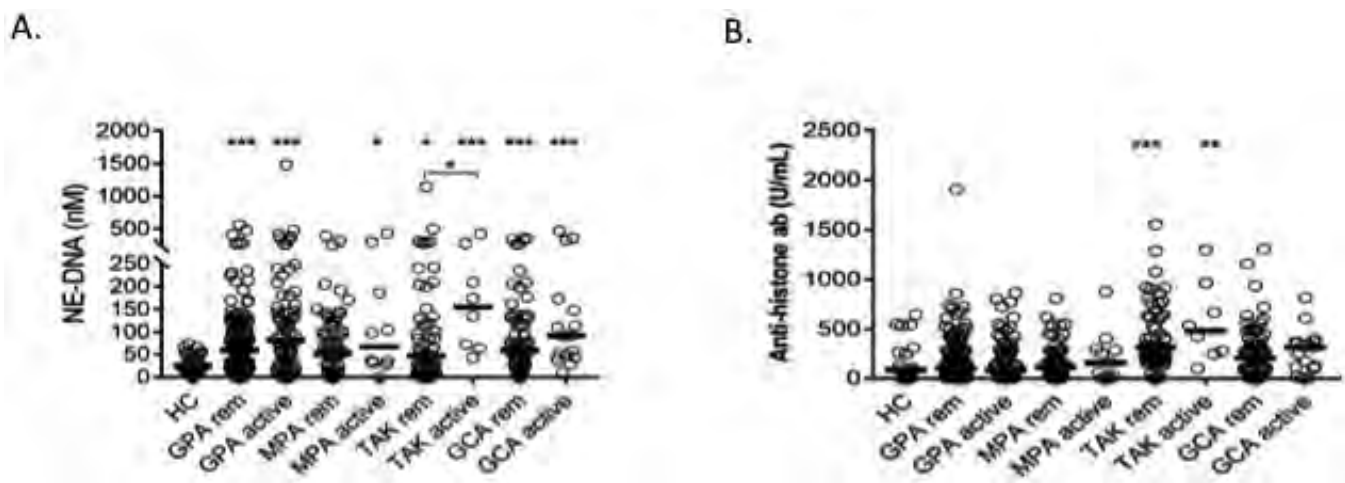 A.
B.
NE-DNA (nM)
2000
1500
1000
500
250
200
150
100
50
0
*** *** * * *** *** ***
*
HC
GPA rem
GPA active
MPA rem
MPA active
TAK rem
TAK active
GCA rem
GCA active
Anti-histone ab (U/mL)
2500
2000
1500
1000
500
0
*** **
HC
GPA rem
GPA active
MPA rem
MPA active
TAK rem
TAK active
GCA rem
GCA active